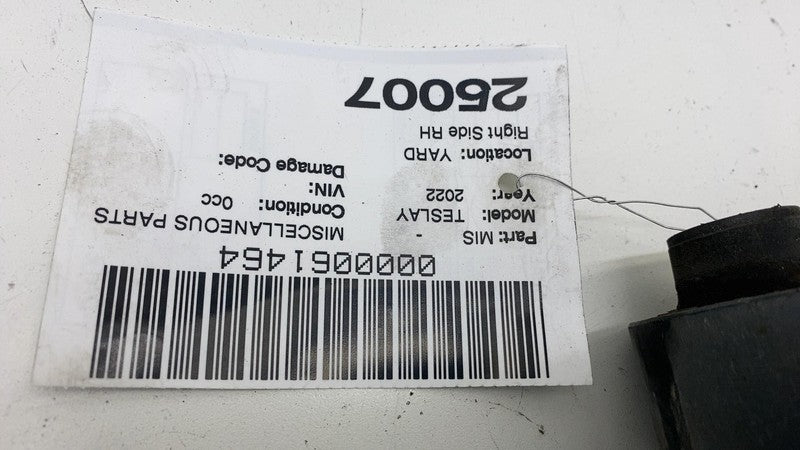 0000061464
Part: MIS - MISCELLANEOUS PARTS
Model: TESLAY Condition: 0cc
Year: 2022 VIN:
Location: YARD Damage Code:
Right Side RH
25007